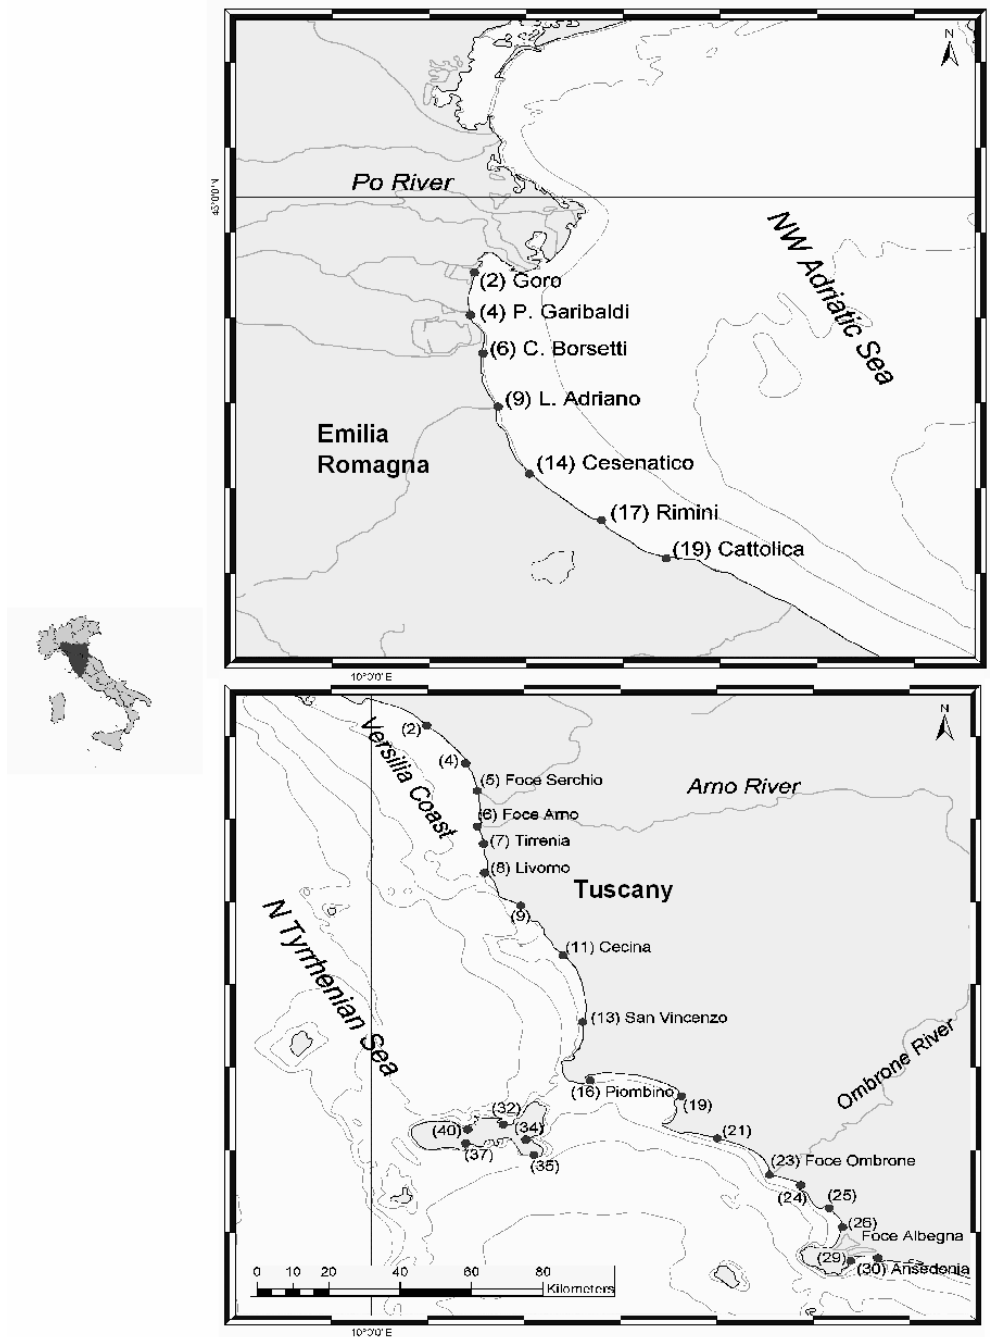 N
45°0'0"N
Po River
NW Adriatic Sea
(2) Goro
(4) P. Garibaldi
(6) C. Borsetti
(9) L. Adriano
Emilia
Romagna
(14) Cesenatico
(17) Rimini
(19) Cattolica
10°0'0"E
N
(2)
Versilia Coast
(4)
(5) Foce Serchio
Arno River
(6) Foce Arno
(7) Tirrenia
(8) Livorno
Tuscany
(9)
N Tyrrhenian Sea
(11) Cecina
(13) San Vincenzo
Ombrone River
(16) Piombino
(19)
(32)
(40)
(34)
(21)
(37)
(35)
(23) Foce Ombrone
(24)
(25)
(26)
Foce Albegna
(29)
(30) Ansedonia
0 10 20 40 60 80
Kilometers
10°0'0"E